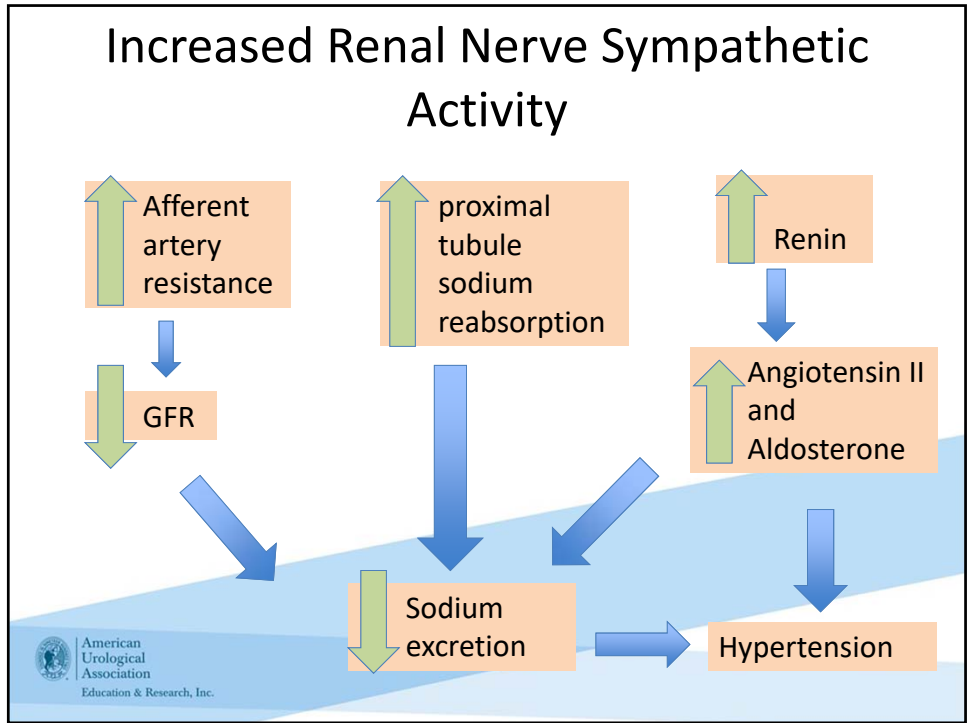 Increased Renal Nerve Sympathetic
Activity
Afferent
artery
resistance
proximal
tubule
sodium
reabsorption
Renin
GFR
Angiotensin II
and
Aldosterone
Sodium
excretion
Hypertension
American
Urological
Association
Education & Research, Inc.